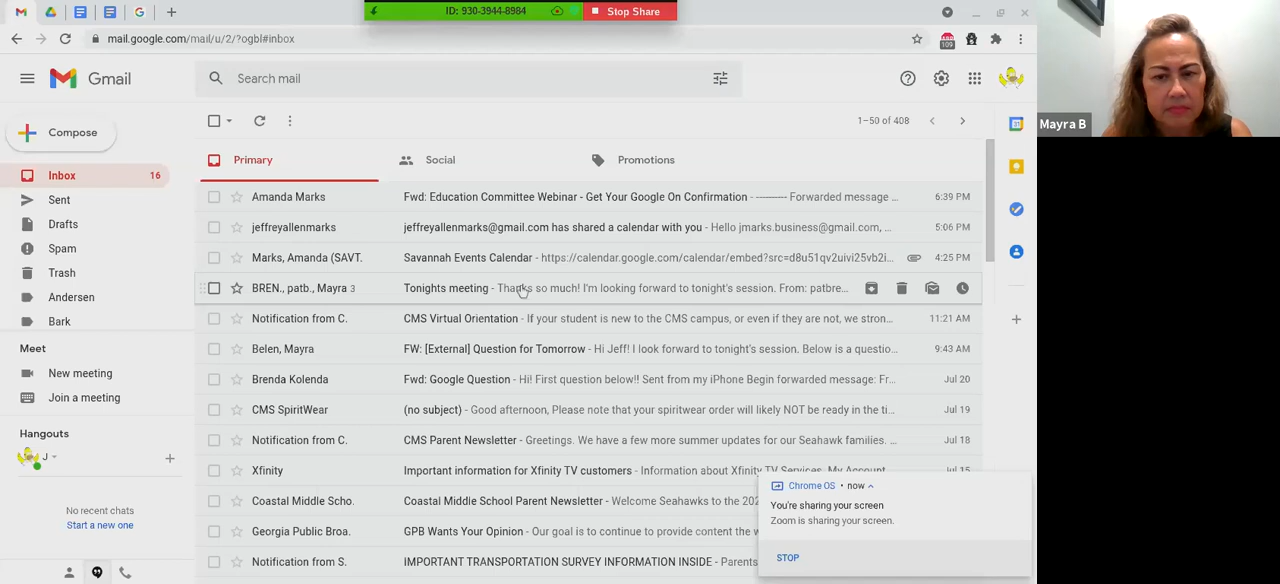 ID: 930-3944-8984 Stop Share
mail.google.com/mail/u/2/?ogbl#inbox
109
Gmail
Search mail
Compose
1–50 of 408
Inbox 16
Sent
Drafts
Spam
Trash
Andersen
Bark
Meet
New meeting
Join a meeting
Hangouts
J
No recent chats
Start a new one
Primary Social Promotions
Amanda Marks Fwd: Education Committee Webinar - Get Your Google On Confirmation - ---------- Forwarded message ... 6:39 PM
jeffreyallenmarks jeffreyallenmarks@gmail.com has shared a calendar with you - Hello jmarks.business@gmail.com, ... 5:06 PM
Marks, Amanda (SAVT. Savannah Events Calendar - https://calendar.google.com/calendar/embed?src=d8u51qv2uivi25vb2i... 4:25 PM
BREN., patb., Mayra 3 Tonights meeting - Thanks so much! I'm looking forward to tonight's session. From: patbre...
Notification from C. CMS Virtual Orientation - If your student is new to the CMS campus, or even if they are not, we stron... 11:21 AM
Belen, Mayra FW: [External] Question for Tomorrow - Hi Jeff! I look forward to tonight's session. Below is a questio... 9:43 AM
Brenda Kolenda Fwd: Google Question - Hi! First question below!! Sent from my iPhone Begin forwarded message: Fr... Jul 20
CMS SpiritWear (no subject) - Good afternoon, Please note that your spiritwear order will likely NOT be ready in the ti... Jul 19
Notification from C. CMS Parent Newsletter - Greetings. We have a few more summer updates for our Seahawk families. ... Jul 18
Xfinity Important information for Xfinity TV customers - Information about Xfinity TV Services, My Account Jul 15
Coastal Middle Scho. Coastal Middle School Parent Newsletter - Welcome Seahawks to the 202
Georgia Public Broa. GPB Wants Your Opinion - Our goal is to continue to provide content the w
Notification from S. IMPORTANT TRANSPORTATION SURVEY INFORMATION INSIDE - Parents
Chrome OS • now
You're sharing your screen
Zoom is sharing your screen.
STOP
Mayra B